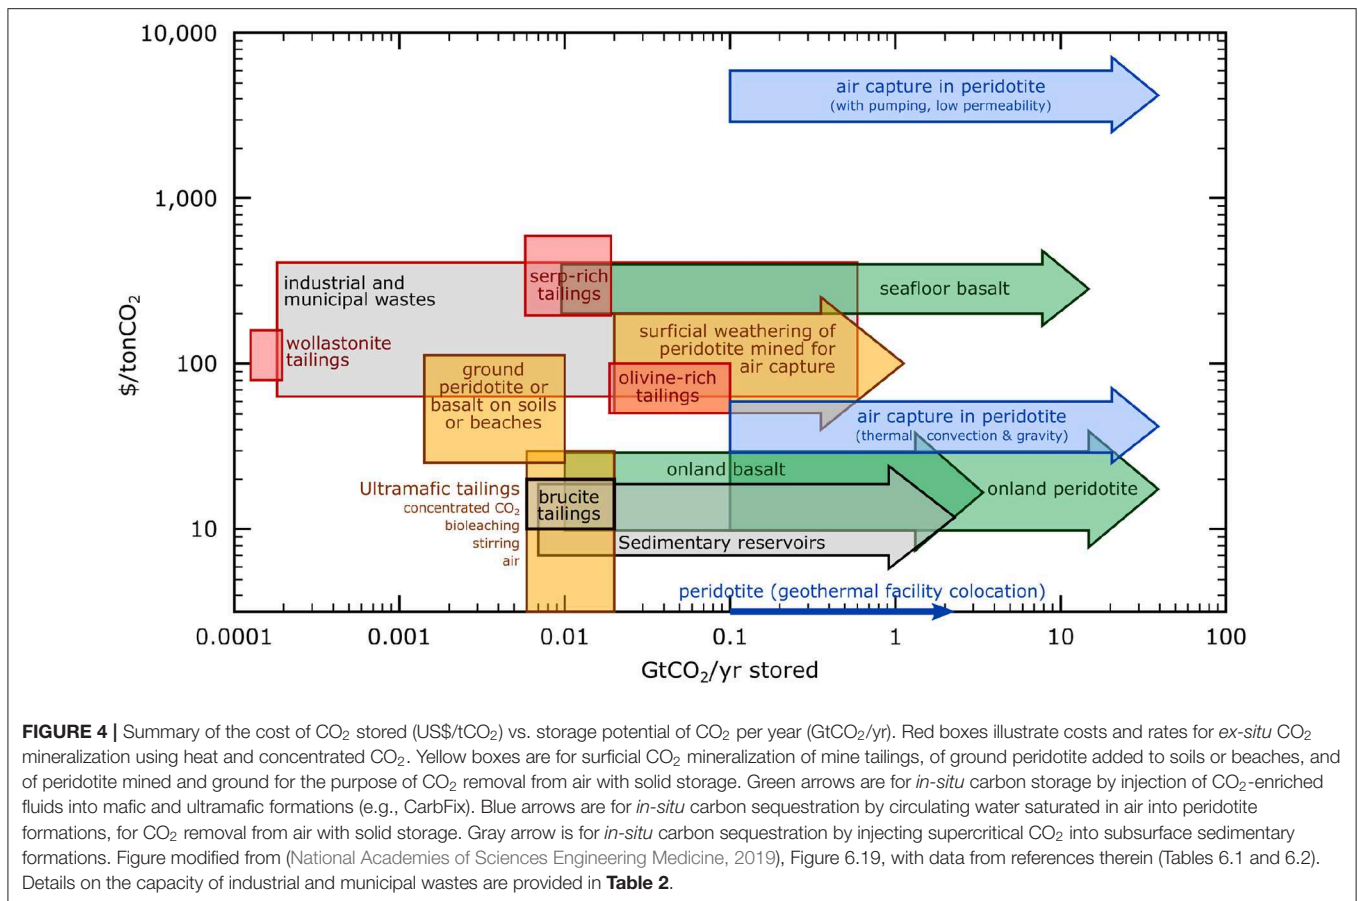 10,000
1,000
100
10
$/tonCO₂
air capture in peridotite
(with pumping, low permeability)
industrial and
municipal wastes
serp-rich
tailings
seafloor basalt
wollastonite
tailings
surficial weathering of
peridotite mined for
air capture
ground
peridotite or
basalt on soils
or beaches
olivine-rich
tailings
air capture in peridotite
(thermal convection & gravity)
onland basalt
onland peridotite
Ultramafic tailings
concentrated CO₂
bioleaching
stirring
air
brucite
tailings
Sedimentary reservoirs
peridotite (geothermal facility colocation)
0.0001 0.001 0.01 0.1 1 10 100
GtCO₂/yr stored
FIGURE 4 | Summary of the cost of CO₂ stored (US$/tCO₂) vs. storage potential of CO₂ per year (GtCO₂/yr). Red boxes illustrate costs and rates for ex-situ CO₂
mineralization using heat and concentrated CO₂. Yellow boxes are for surficial CO₂ mineralization of mine tailings, of ground peridotite added to soils or beaches, and
of peridotite mined and ground for the purpose of CO₂ removal from air with solid storage. Green arrows are for in-situ carbon storage by injection of CO₂-enriched
fluids into mafic and ultramafic formations (e.g., CarbFix). Blue arrows are for in-situ carbon sequestration by circulating water saturated in air into peridotite
formations, for CO₂ removal from air with solid storage. Gray arrow is for in-situ carbon sequestration by injecting supercritical CO₂ into subsurface sedimentary
formations. Figure modified from (National Academies of Sciences Engineering Medicine, 2019), Figure 6.19, with data from references therein (Tables 6.1 and 6.2).
Details on the capacity of industrial and municipal wastes are provided in Table 2.